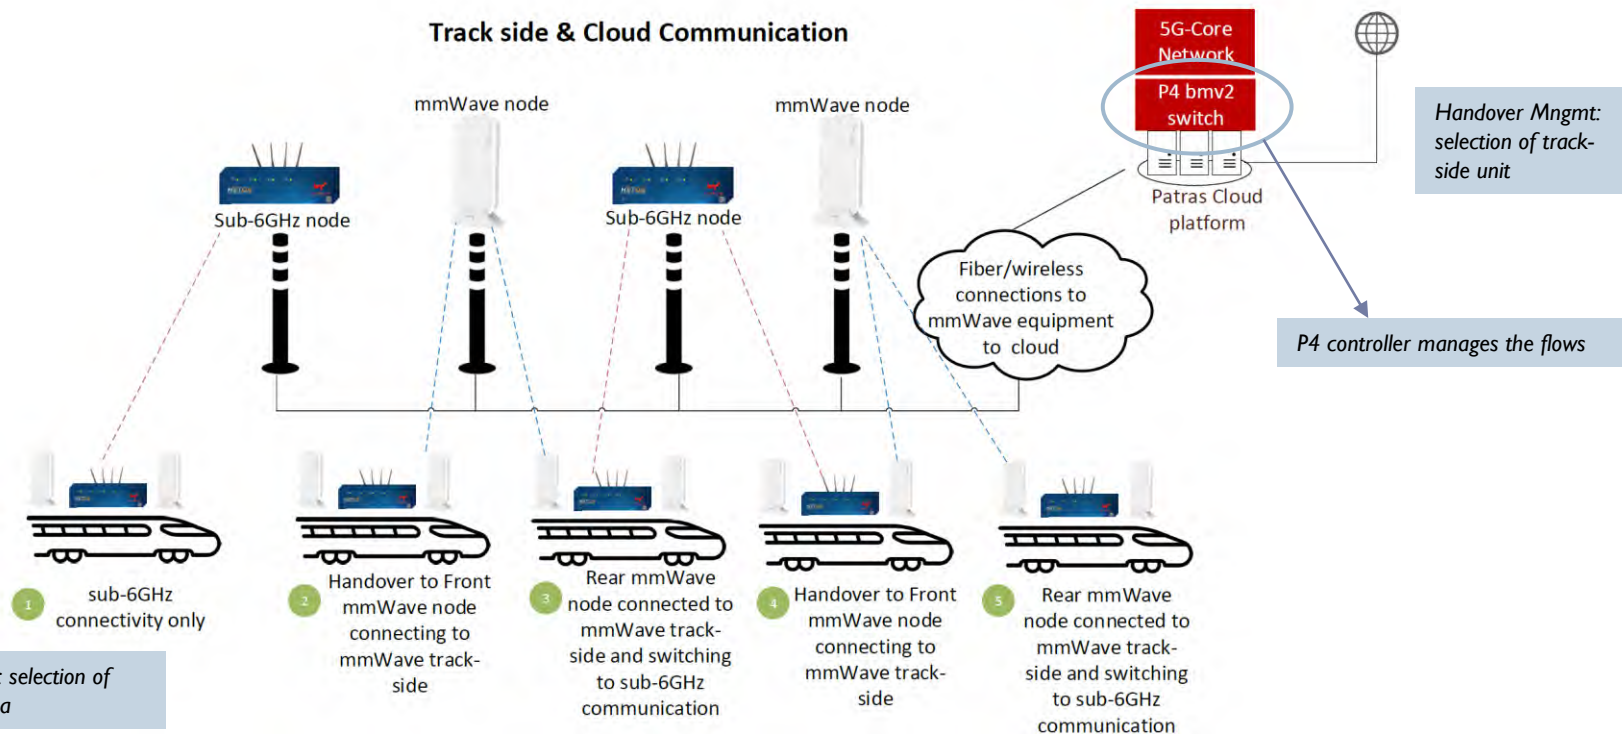 Track side & Cloud Communication
5G-Core
Network
P4 bmv2
switch
mmWave node
mmWave node
Handover Mngmt:
selection of track-
side unit
Sub-6GHz node
Sub-6GHz node
Patras Cloud
platform
Fiber/wireless
connections to
mmWave equipment
to cloud
P4 controller manages the flows
1
sub-6GHz
connectivity only
2
Handover to Front
mmWave node
connecting to
mmWave track-
side
3
Rear mmWave
node connected to
mmWave track-
side and switching
to sub-6GHz
communication
4
Handover to Front
mmWave node
connecting to
mmWave track-
side
5
Rear mmWave
node connected to
mmWave track-
side and switching
to sub-6GHz
communication
: selection of
a